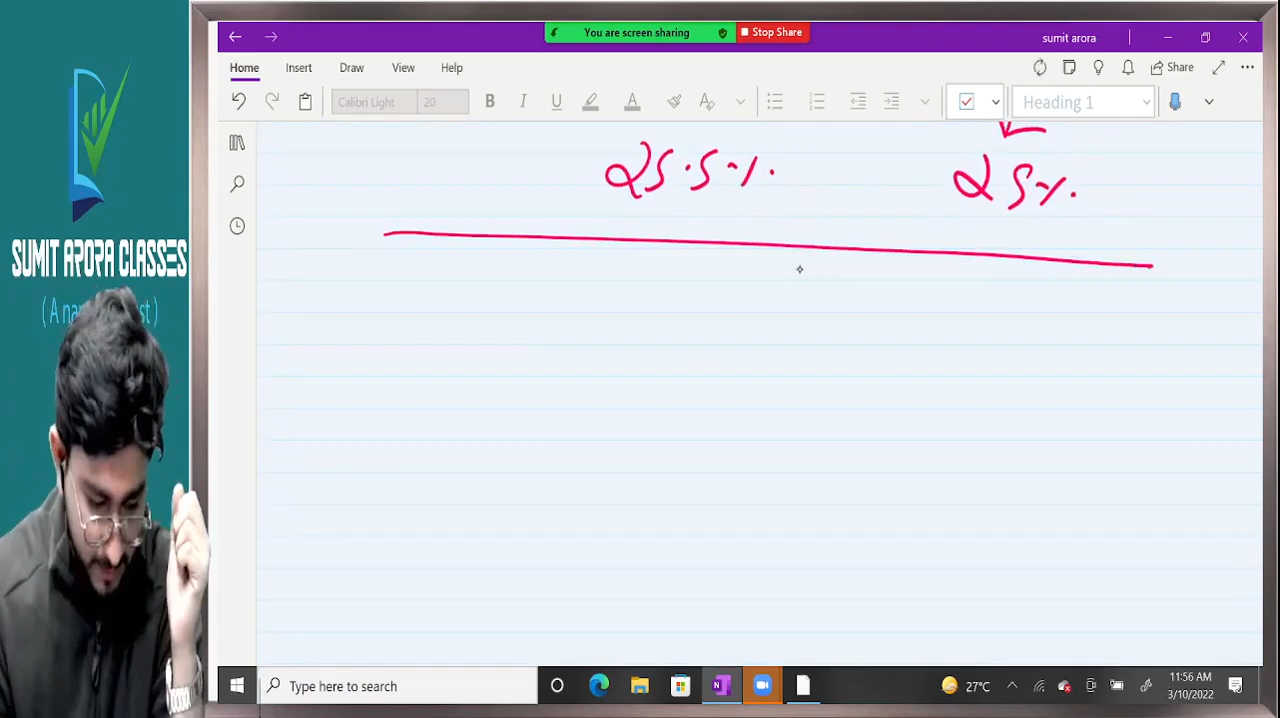 You are screen sharing Stop Share
sumit arora
Home Insert Draw View Help
Share
Calibri Light 20 B I U Heading 1
25.5%.
25%.
SUMIT ARORA CLASSES
Type here to search
27°C
11:56 AM
3/10/2022